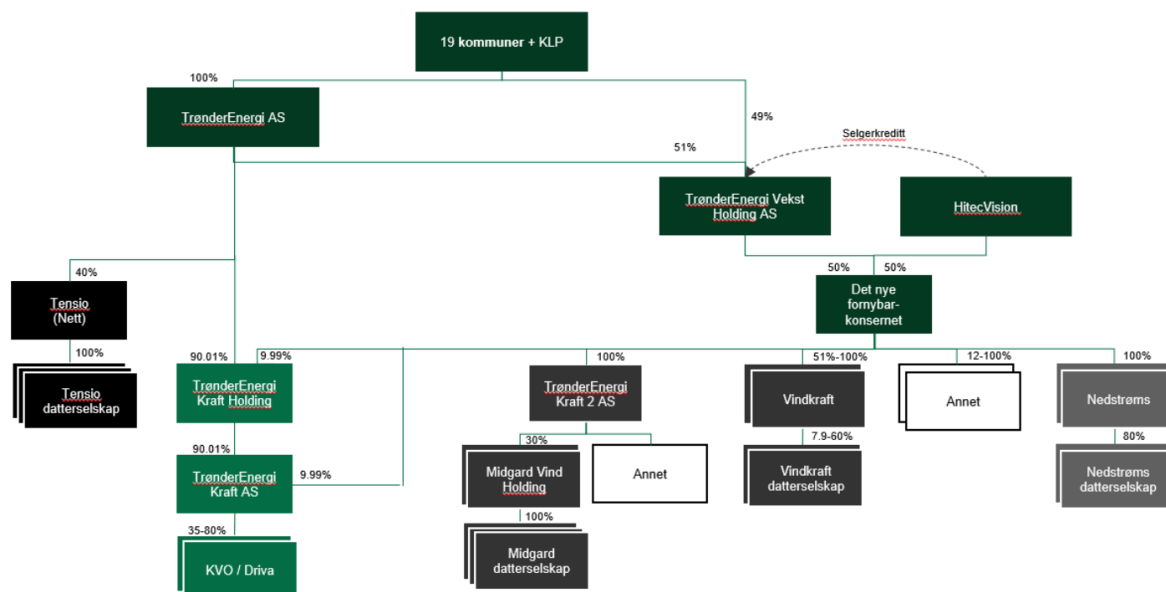 19 kommuner + KLP
100%
TrønderEnergi AS
49%
Selgerkreditt
51%
TrønderEnergi Vekst
Holding AS
HitecVision
40%
50%
50%
Tensio
(Nett)
Det nye
fornybar-
konsernet
100%
90.01%
9.99%
100%
51%-100%
12-100%
100%
Tensio
datterselskap
TrønderEnergi
Kraft Holding
TrønderEnergi
Kraft 2 AS
Vindkraft
Annet
Nedstrøms
90.01%
30%
7.9-60%
80%
TrønderEnergi
Kraft AS
9.99%
Midgard Vind
Holding
Annet
Vindkraft
datterselskap
Nedstrøms
datterselskap
35-80%
100%
KVO / Driva
Midgard
datterselskap